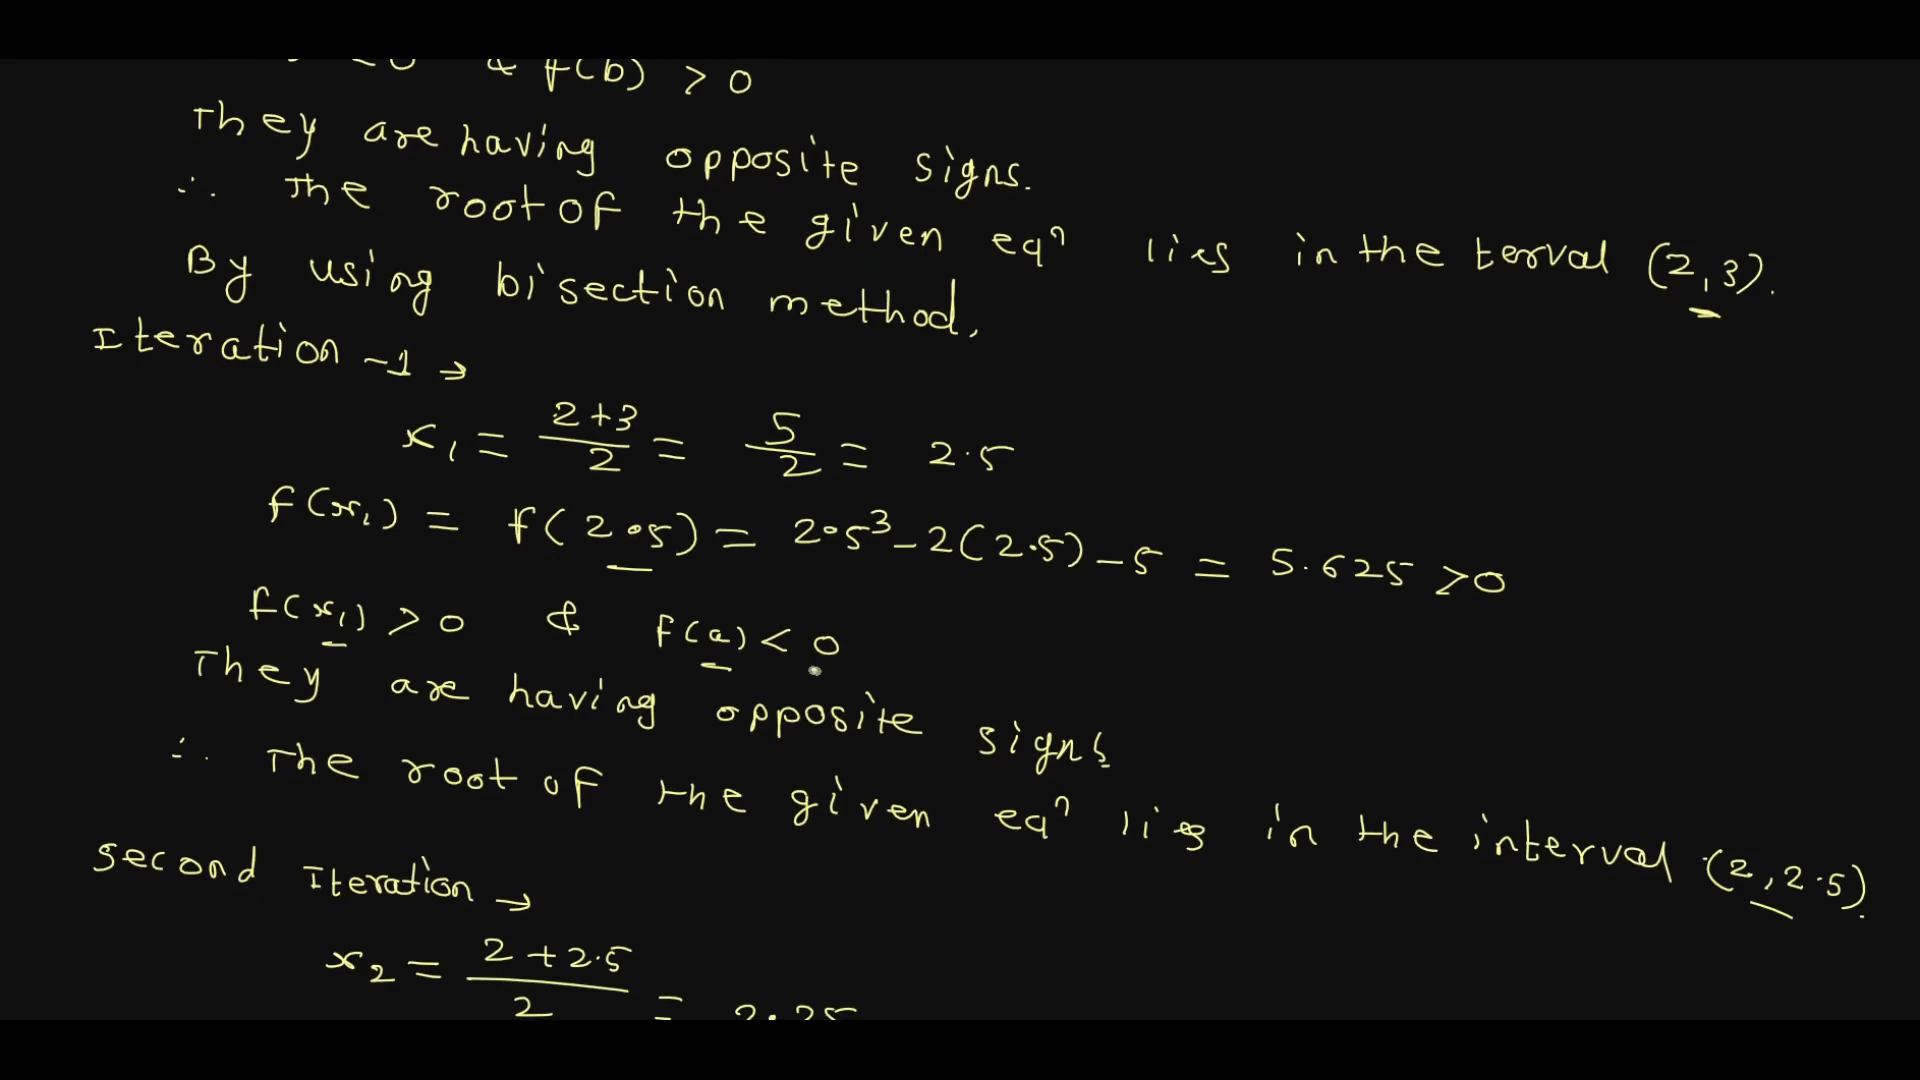 & f(b) > 0
They are having opposite signs.
∴ The root of the given eqⁿ lies in the terval (2,3).
By using bisection method,
Iteration -1 →
x₁ = 2+3/2 = 5/2 = 2.5
f(x₁) = f(2.5) = 2.5³ - 2(2.5) - 5 = 5.625 > 0
f(x₁) > 0 & f(a) < 0
They are having opposite signs
∴ The root of the given eqⁿ lies in the interval (2, 2.5).
second Iteration →
x₂ = 2 + 2.5/2 = 2.25